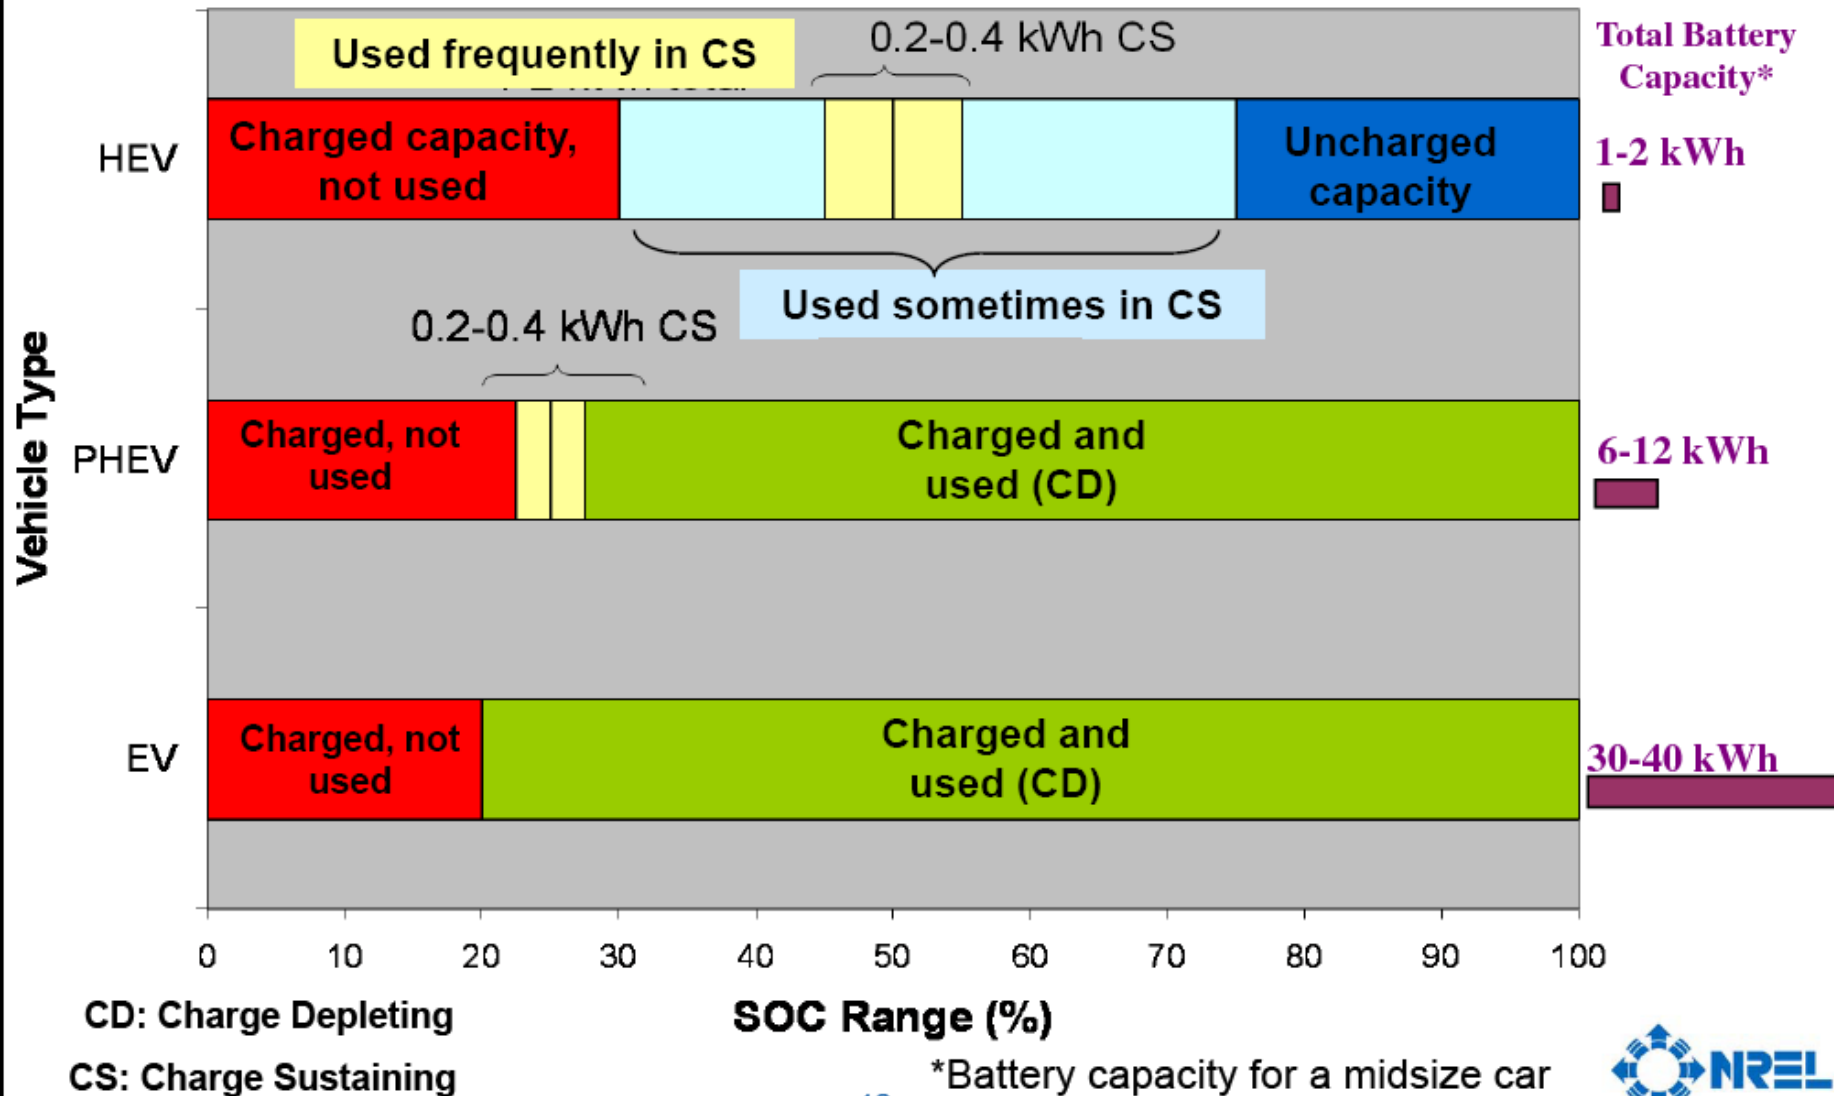 Used frequently in CS
0.2-0.4 kWh CS
Total Battery
Capacity*
HEV
Charged capacity,
not used
Uncharged
capacity
1-2 kWh
Used sometimes in CS
0.2-0.4 kWh CS
Vehicle Type
PHEV
Charged, not
used
Charged and
used (CD)
6-12 kWh
EV
Charged, not
used
Charged and
used (CD)
30-40 kWh
0 10 20 30 40 50 60 70 80 90 100
CD: Charge Depleting
SOC Range (%)
CS: Charge Sustaining
*Battery capacity for a midsize car
NREL